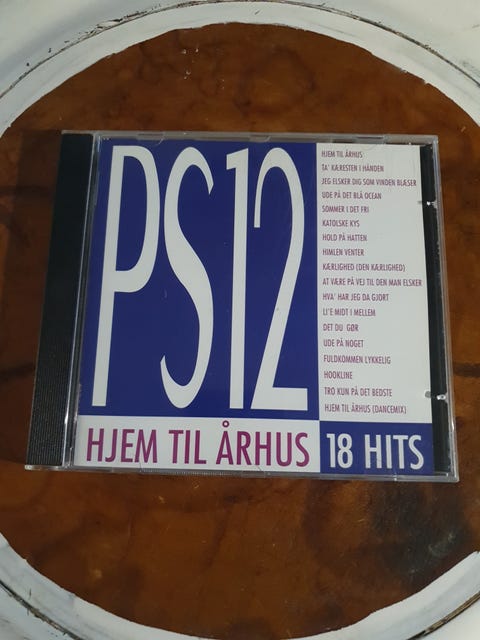 PS12
HJEM TIL ÅRHUS
TA' KÆRESTEN I HÅNDEN
JEG ELSKER DIG SOM VINDEN BLÆSER
UDE PÅ DET BLÅ OCEAN
SOMMER I DET FRI
KATOLSKE KYS
HOLD PÅ HATTEN
HIMLEN VENTER
KÆRLIGHED (DEN KÆRLIGHED)
AT VÆRE PÅ VEJ TIL DEN MAN ELSKER
HVA' HAR JEG DA GJORT
LI'E MIDT I MELLEM
DET DU GØR
UDE PÅ NOGET
FULDKOMMEN LYKKELIG
HOOKLINE
TRO KUN PÅ DET BEDSTE
HJEM TIL ÅRHUS (DANCEMIX)
HJEM TIL ÅRHUS
18 HITS